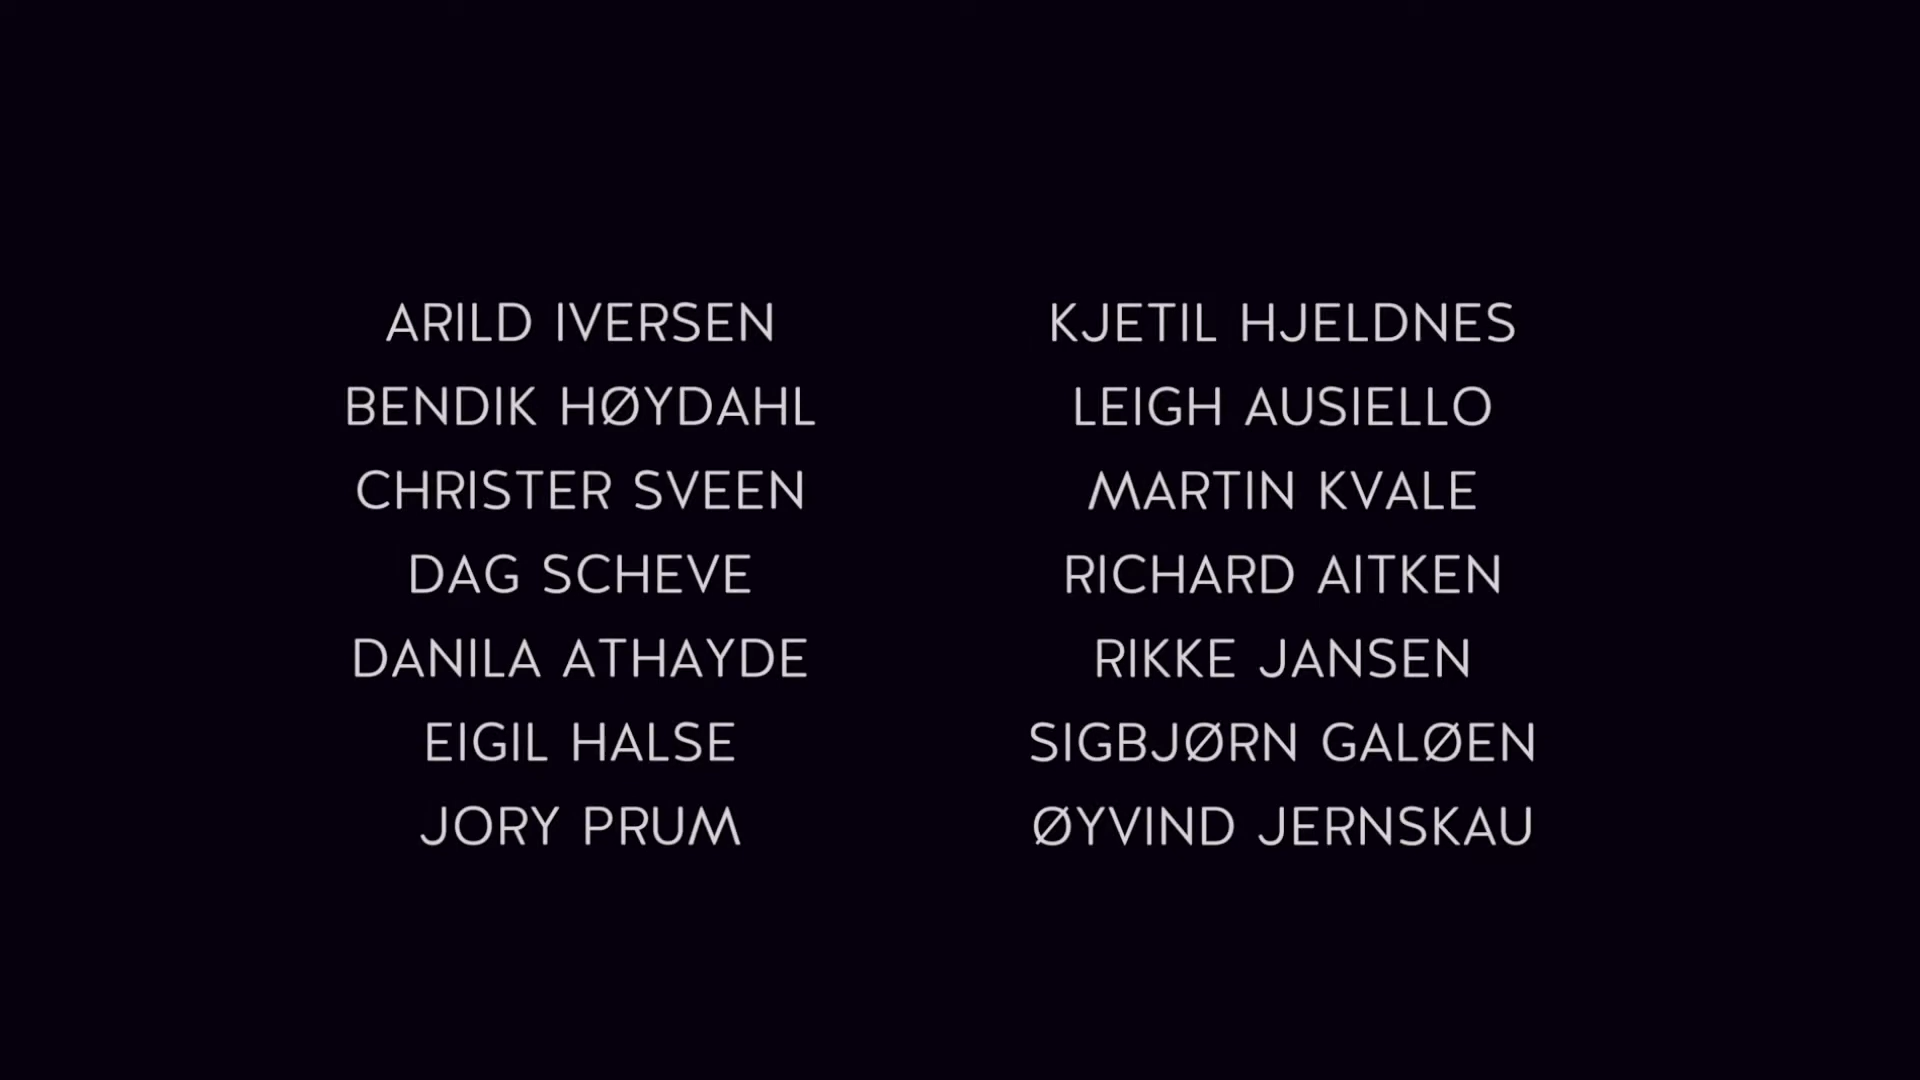 ARILD IVERSEN
BENDIK HØYDAHL
CHRISTER SVEEN
DAG SCHEVE
DANILA ATHAYDE
EIGIL HALSE
JORY PRUM
KJETIL HJELDNES
LEIGH AUSIELLO
MARTIN KVALE
RICHARD AITKEN
RIKKE JANSEN
SIGBJØRN GALØEN
ØYVIND JERNSKAU